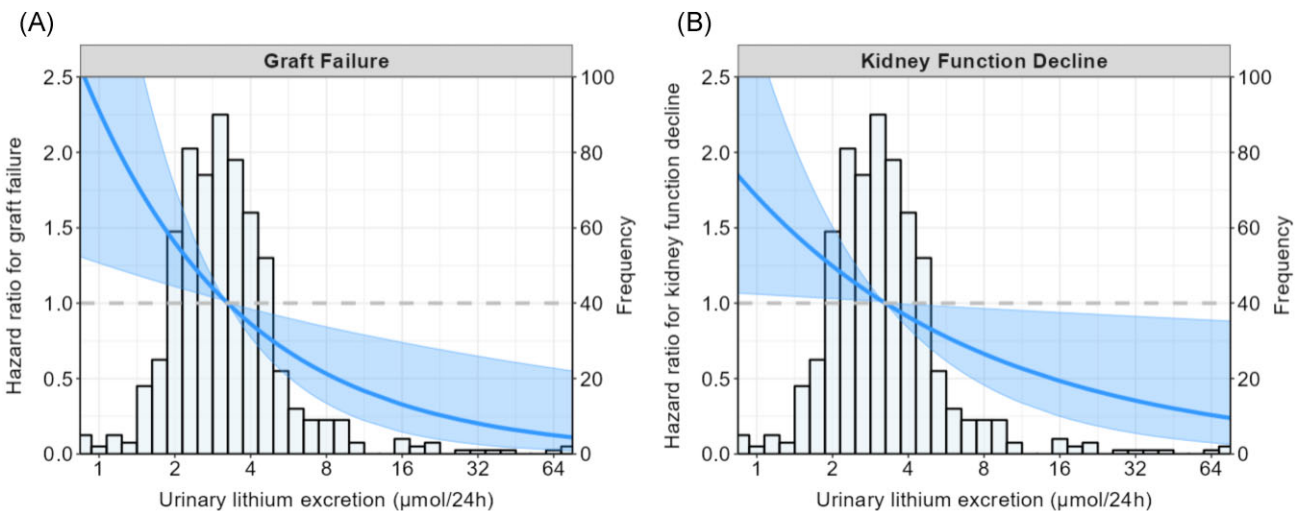 (A)
Graft Failure
2.5
2.0
1.5
1.0
0.5
0.0
Hazard ratio for graft failure
100
80
60
40
20
0
Frequency
1 2 4 8 16 32 64
Urinary lithium excretion (μmol/24h)
(B)
Kidney Function Decline
2.5
2.0
1.5
1.0
0.5
0.0
Hazard ratio for kidney function decline
100
80
60
40
20
0
Frequency
1 2 4 8 16 32 64
Urinary lithium excretion (μmol/24h)